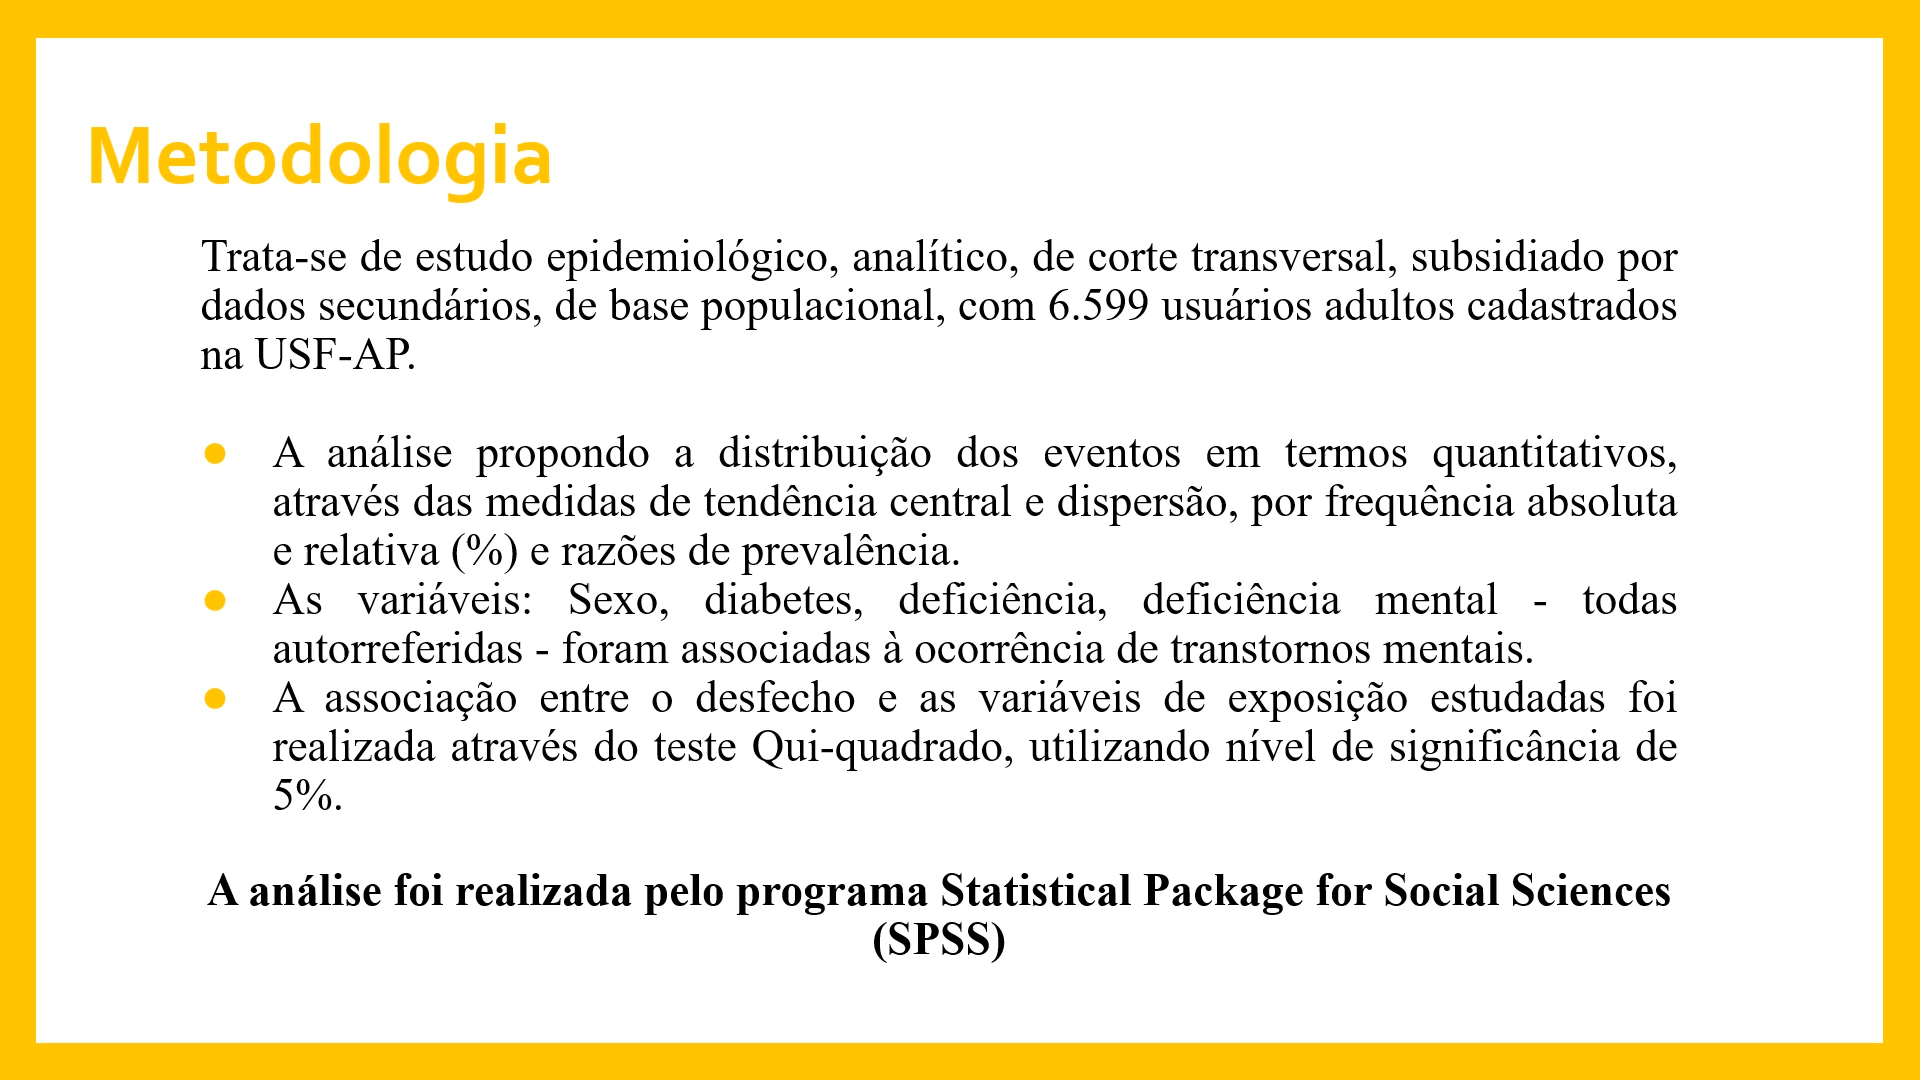 Metodologia
Trata-se de estudo epidemiológico, analítico, de corte transversal, subsidiado por
dados secundários, de base populacional, com 6.599 usuários adultos cadastrados
na USF-AP.
● A análise propondo a distribuição dos eventos em termos quantitativos,
através das medidas de tendência central e dispersão, por frequência absoluta
e relativa (%) e razões de prevalência.
● As variáveis: Sexo, diabetes, deficiência, deficiência mental - todas
autorreferidas - foram associadas à ocorrência de transtornos mentais.
● A associação entre o desfecho e as variáveis de exposição estudadas foi
realizada através do teste Qui-quadrado, utilizando nível de significância de
5%.
A análise foi realizada pelo programa Statistical Package for Social Sciences
(SPSS)